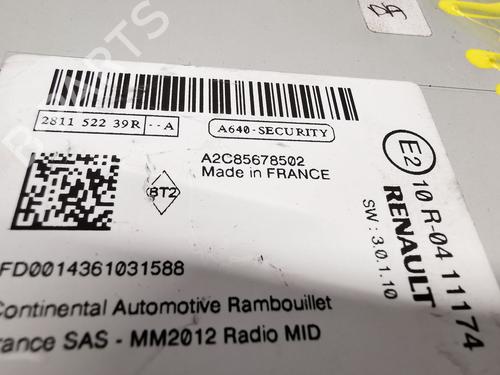 2811 522 39R --A
A640-SECURITY
A2C85678502
Made in FRANCE
BT2
E2
10 R-04 11174
RENAULT
SW: 3.0.1.10
FD0014361031588
Continental Automotive Rambouillet
rance SAS - MM2012 Radio MID
PARTS